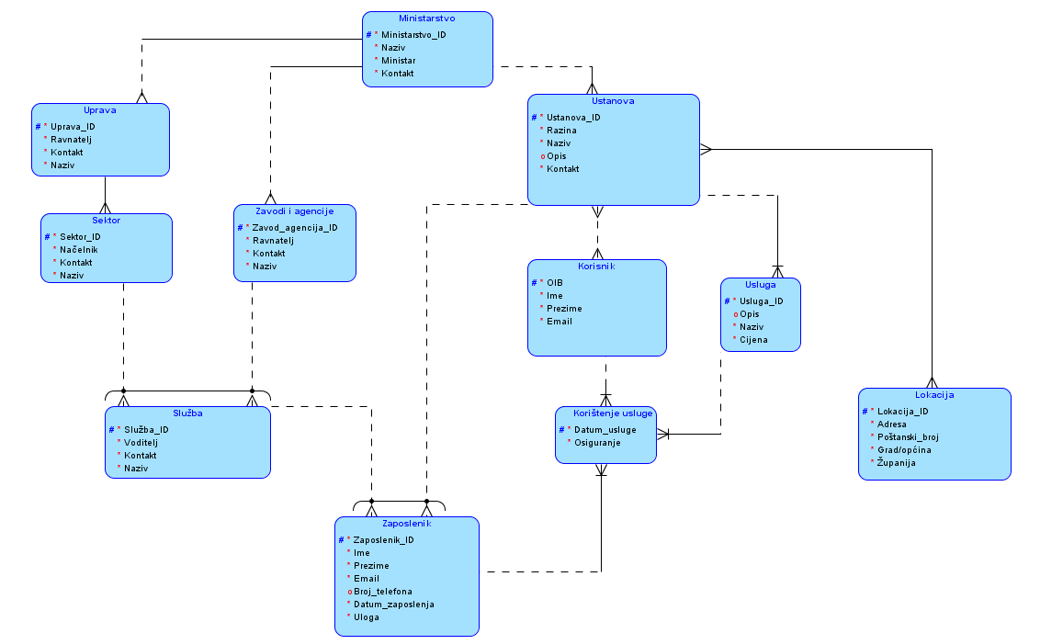 Ministarstvo
# * Ministarstvo_ID
* Naziv
* Ministar
* Kontakt
Uprava
# * Uprava_ID
* Ravnatelj
* Kontakt
* Naziv
Ustanova
# * Ustanova_ID
* Razina
* Naziv
o Opis
* Kontakt
Sektor
# * Sektor_ID
* Načelnik
* Kontakt
* Naziv
Zavodi i agencije
# * Zavod_agencija_ID
* Ravnatelj
* Kontakt
* Naziv
Korisnik
# * OIB
* Ime
* Prezime
* Email
Usluga
# * Usluga_ID
o Opis
* Naziv
* Cijena
Služba
# * Služba_ID
* Voditelj
* Kontakt
* Naziv
Korištenje usluge
# * Datum_usluge
* Osiguranje
Lokacija
# * Lokacija_ID
* Adresa
* Poštanski_broj
* Grad/općina
* Županija
Zaposlenik
# * Zaposlenik_ID
* Ime
* Prezime
* Email
o Broj_telefona
* Datum_zaposlenja
* Uloga